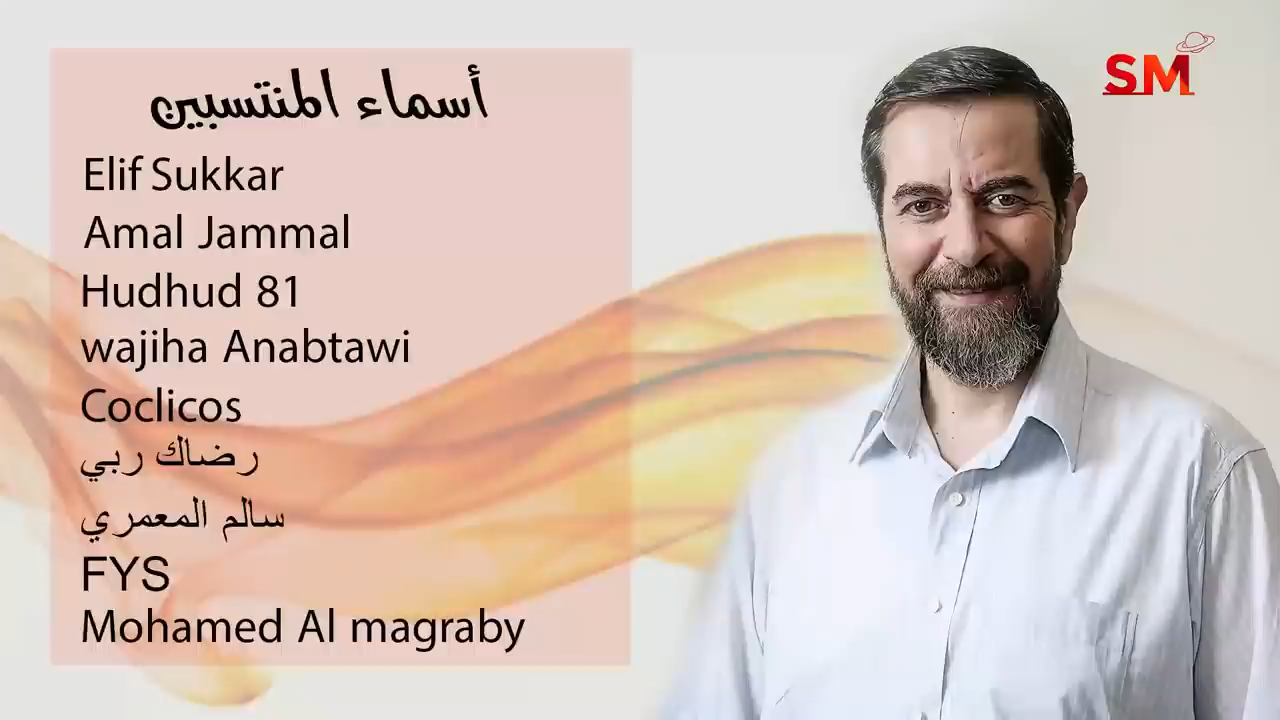 أسماء المنتسبين
Elif Sukkar
Amal Jammal
Hudhud 81
wajiha Anabtawi
Coclicos
رضاك ربي
سالم المعمري
FYS
Mohamed Al magraby
SM